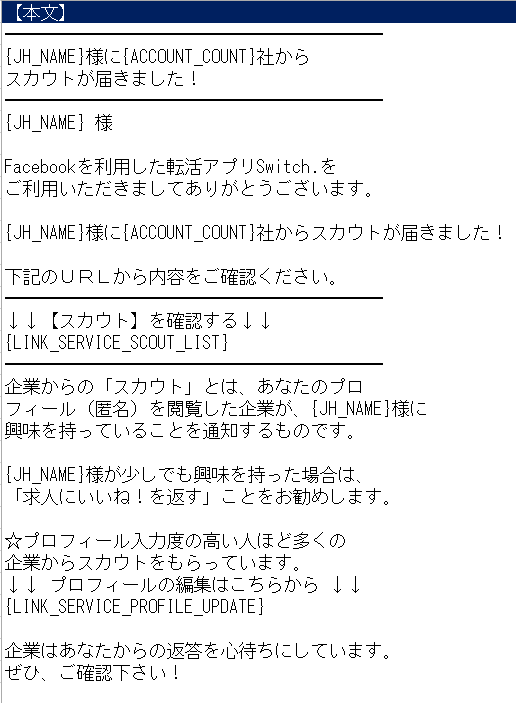 【本文】
{JH_NAME}様に{ACCOUNT_COUNT}社から
スカウトが届きました！
{JH_NAME} 様
Facebookを利用した転活アプリSwitch.を
ご利用いただきましてありがとうございます。
{JH_NAME}様に{ACCOUNT_COUNT}社からスカウトが届きました！
下記のＵＲＬから内容をご確認ください。
↓↓【スカウト】を確認する↓↓
{LINK_SERVICE_SCOUT_LIST}
企業からの「スカウト」とは、あなたのプロ
フィール（匿名）を閲覧した企業が、{JH_NAME}様に
興味を持っていることを通知するものです。
{JH_NAME}様が少しでも興味を持った場合は、
「求人にいいね！を返す」ことをお勧めします。
☆プロフィール入力度の高い人ほど多くの
企業からスカウトをもらっています。
↓↓ プロフィールの編集はこちらから ↓↓
{LINK_SERVICE_PROFILE_UPDATE}
企業はあなたからの返答を心待ちにしています。
ぜひ、ご確認下さい！